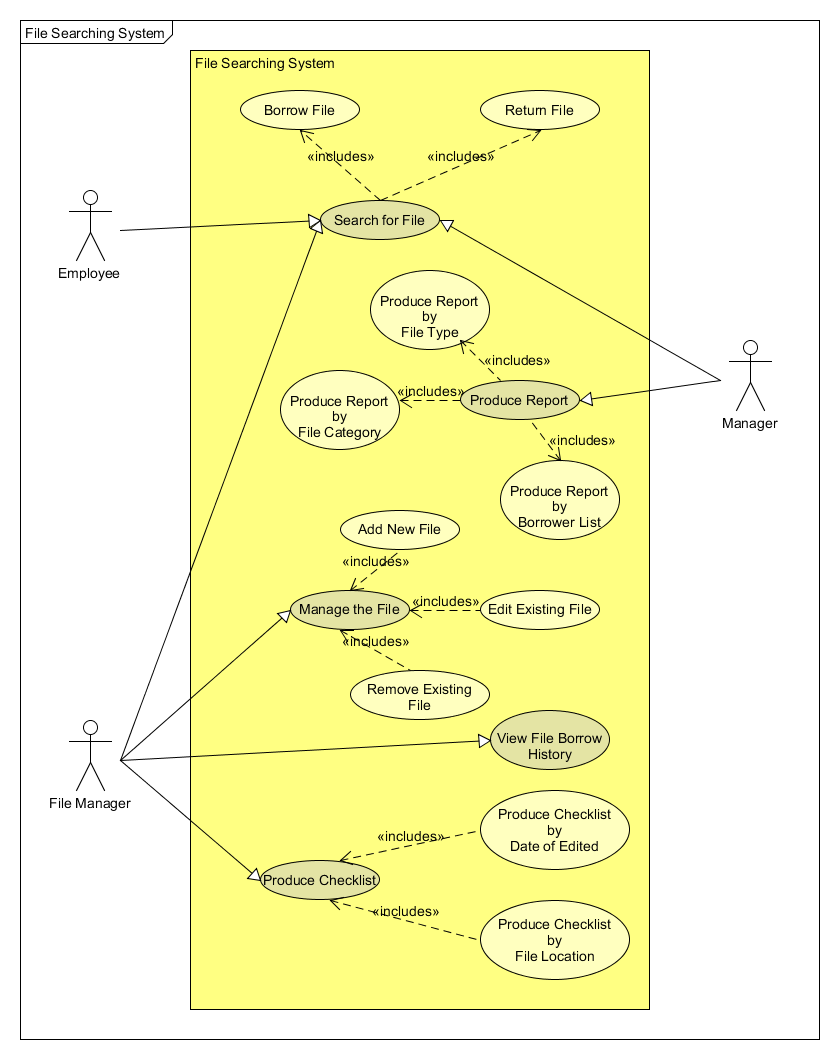 File Searching System
File Searching System
Borrow File
Return File
«includes»
«includes»
Search for File
Employee
Produce Report
by
File Type
«includes»
Produce Report
by
File Category
«includes»
Produce Report
Manager
«includes»
Produce Report
by
Borrower List
Add New File
«includes»
Manage the File
«includes»
Edit Existing File
«includes»
Remove Existing
File
View File Borrow
History
File Manager
Produce Checklist
by
Date of Edited
«includes»
Produce Checklist
«includes»
Produce Checklist
by
File Location